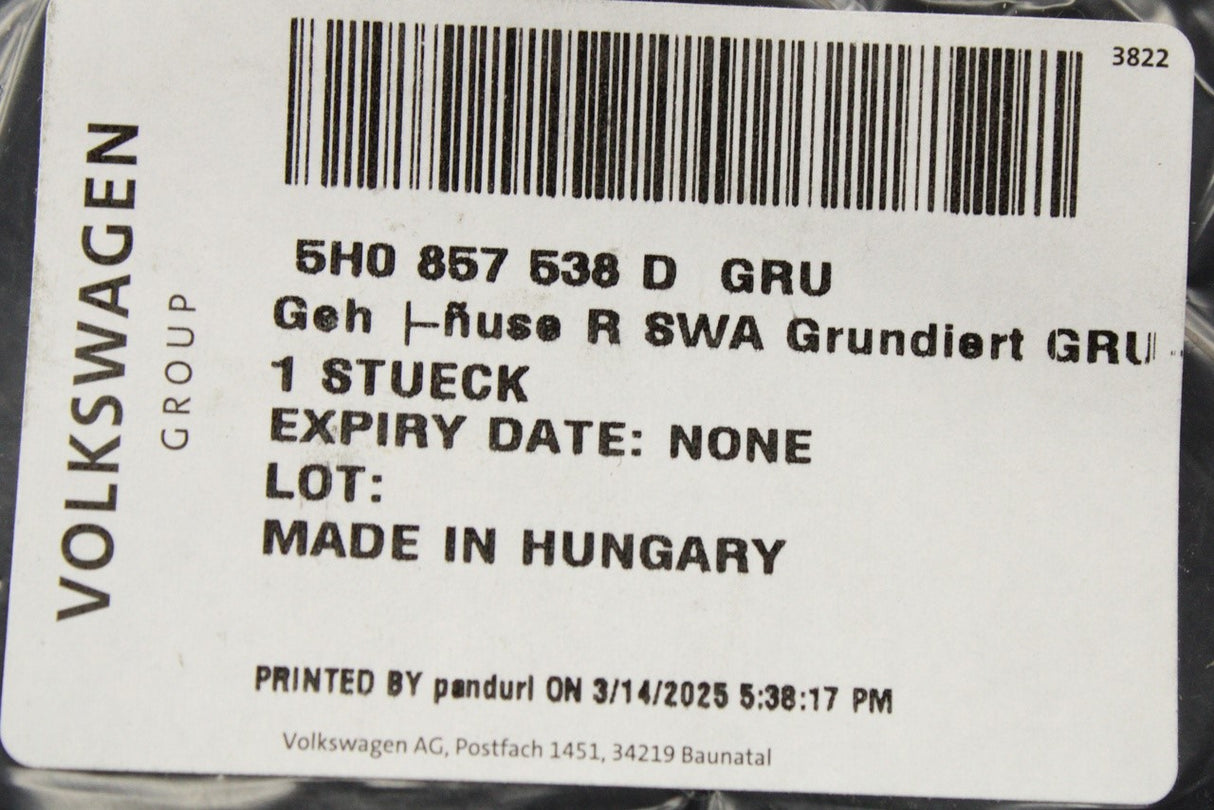 3822
VOLKSWAGEN
GROUP
5H0 857 538 D GRU
Geh ├ñuse R SWA Grundiert GRU
1 STUECK
EXPIRY DATE: NONE
LOT:
MADE IN HUNGARY
PRINTED BY pandurl ON 3/14/2025 5:38:17 PM
Volkswagen AG, Postfach 1451, 34219 Baunatal